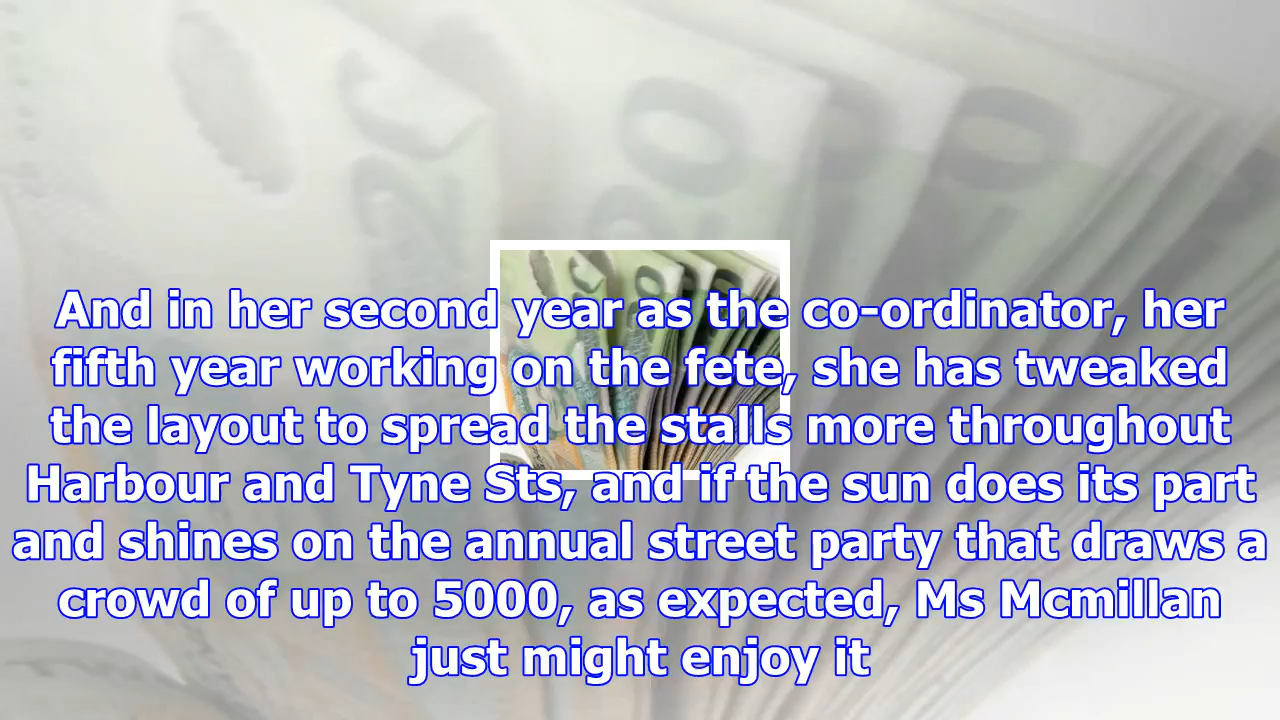 And in her second year as the co-ordinator, her
fifth year working on the fete, she has tweaked
the layout to spread the stalls more throughout
Harbour and Tyne Sts, and if the sun does its part
and shines on the annual street party that draws a
crowd of up to 5000, as expected, Ms Mcmillan
just might enjoy it